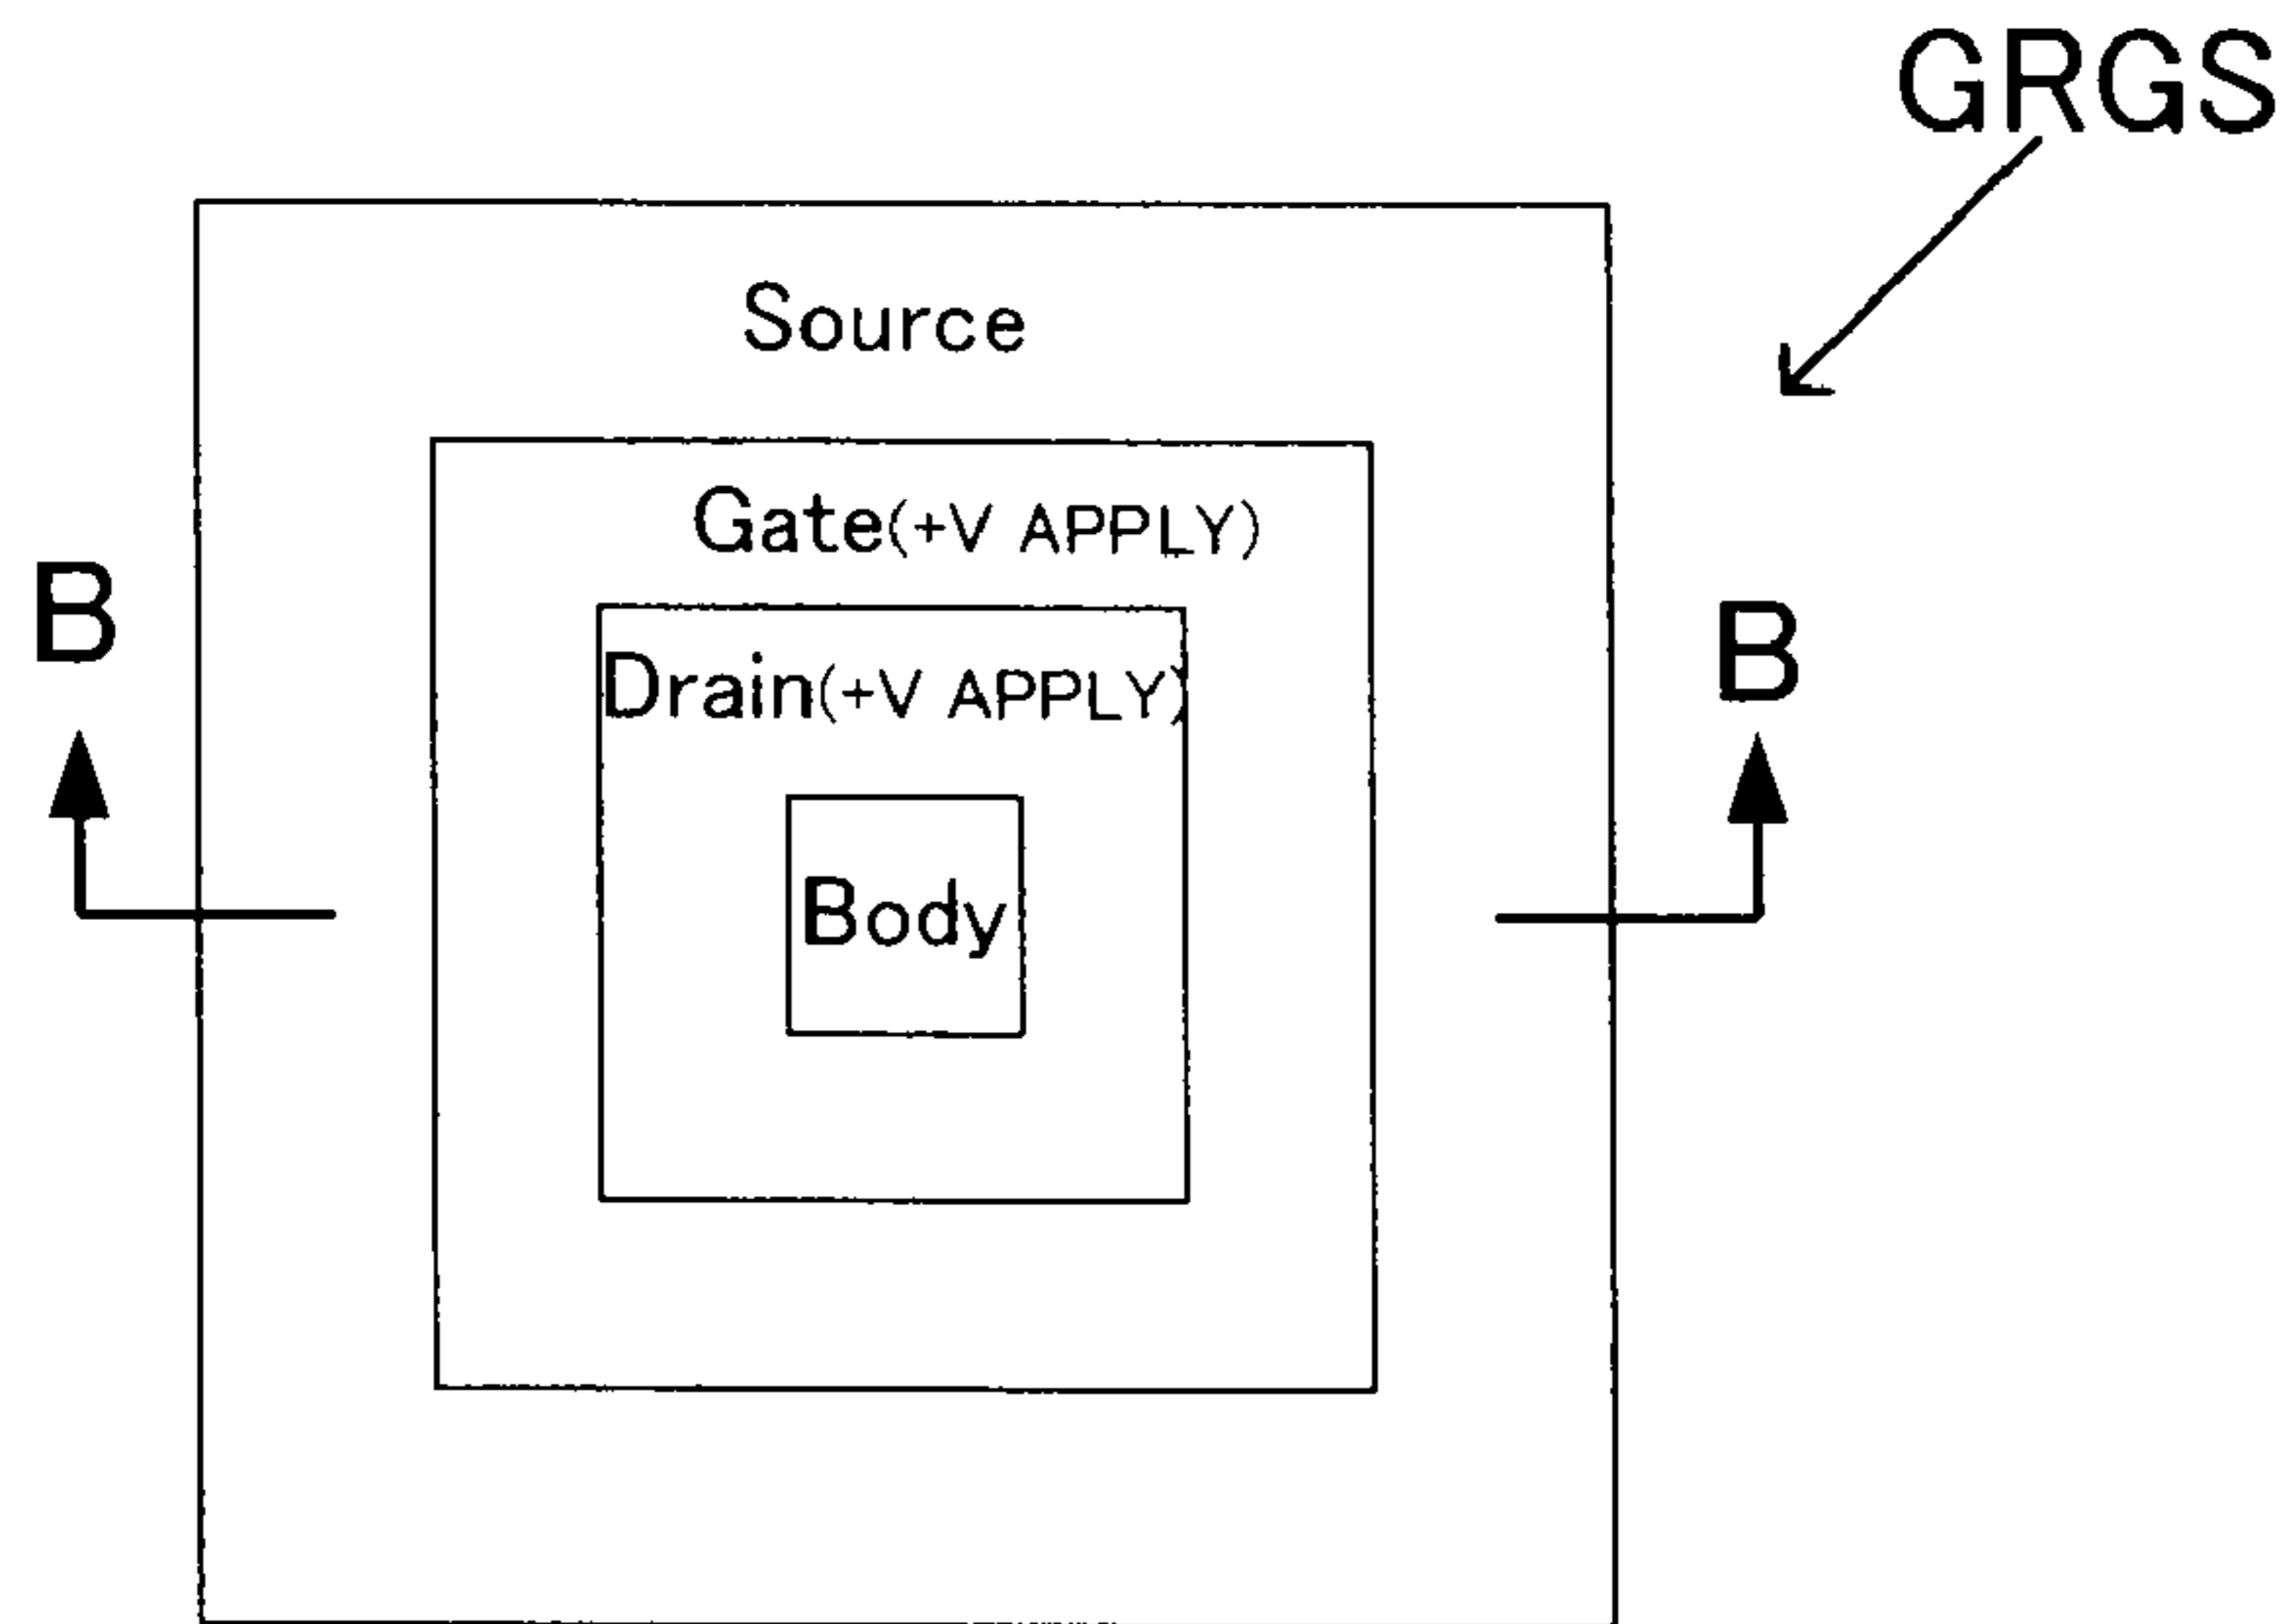 GRGS
Source
Gate(+V APPLY)
B
B
Drain(+V APPLY)
Body